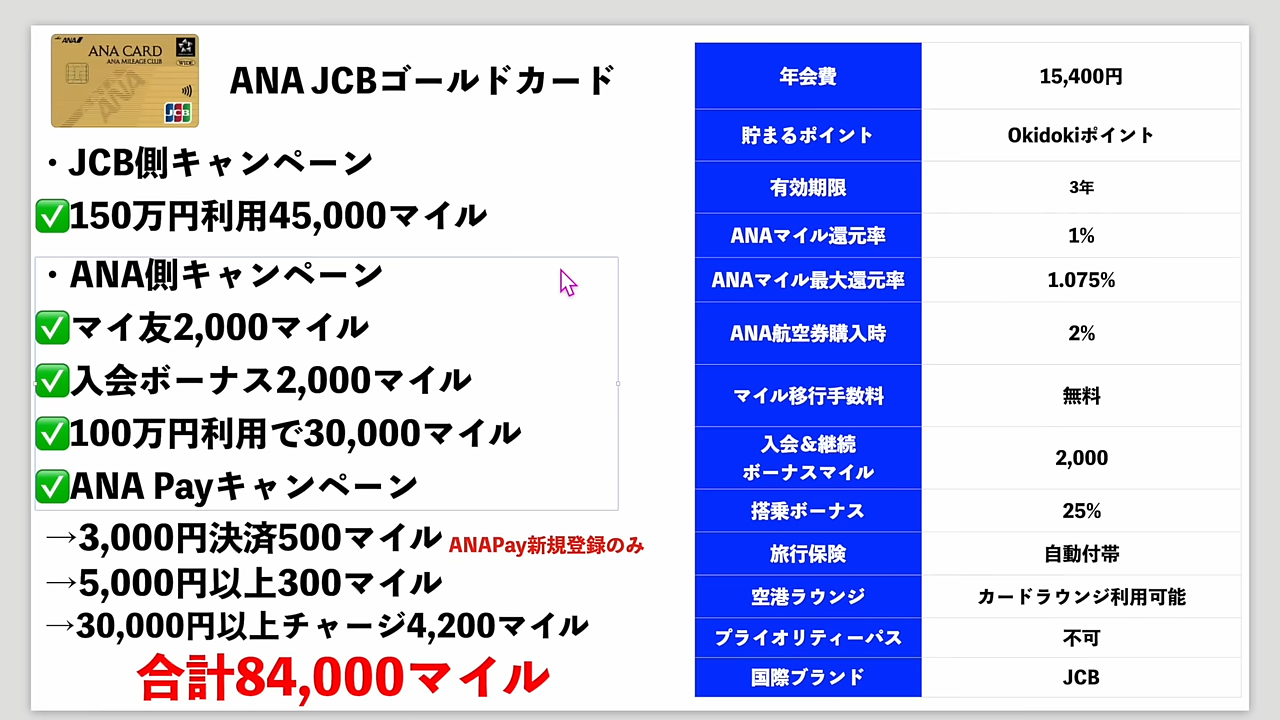 ANA
ANA CARD
ANA MILEAGE CLUB
WIDE
ANA
JCB
ANA JCBゴールドカード
・JCB側キャンペーン
✅150万円利用45,000マイル
・ANA側キャンペーン
✅マイ友2,000マイル
✅入会ボーナス2,000マイル
✅100万円利用で30,000マイル
✅ANA Payキャンペーン
→3,000円決済500マイル ANAPay新規登録のみ
→5,000円以上300マイル
→30,000円以上チャージ4,200マイル
合計84,000マイル
年会費 15,400円
貯まるポイント Okidokiポイント
有効期限 3年
ANAマイル還元率 1%
ANAマイル最大還元率 1.075%
ANA航空券購入時 2%
マイル移行手数料 無料
入会&継続
ボーナスマイル 2,000
搭乗ボーナス 25%
旅行保険 自動付帯
空港ラウンジ カードラウンジ利用可能
プライオリティーパス 不可
国際ブランド JCB